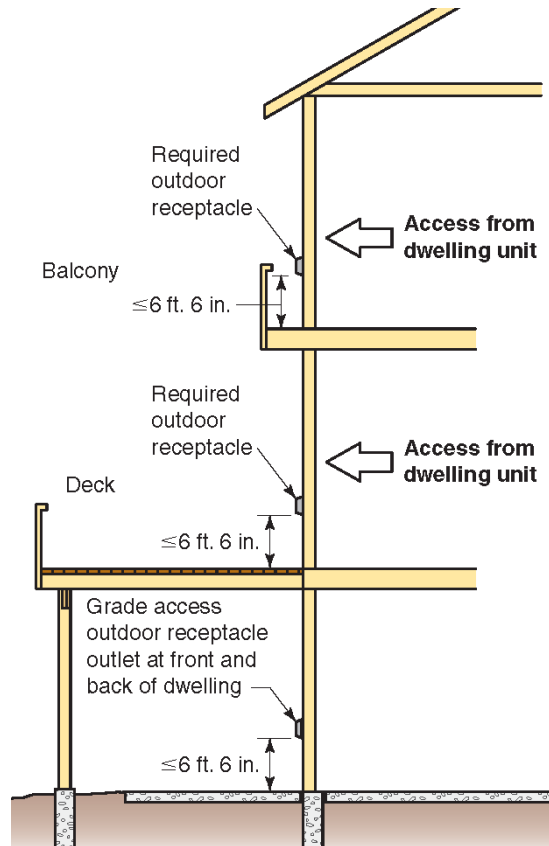 Required
outdoor
receptacle
Access from
dwelling unit
Balcony
≤6 ft. 6 in.
Required
outdoor
receptacle
Access from
dwelling unit
Deck
≤6 ft. 6 in.
Grade access
outdoor receptacle
outlet at front and
back of dwelling
≤6 ft. 6 in.